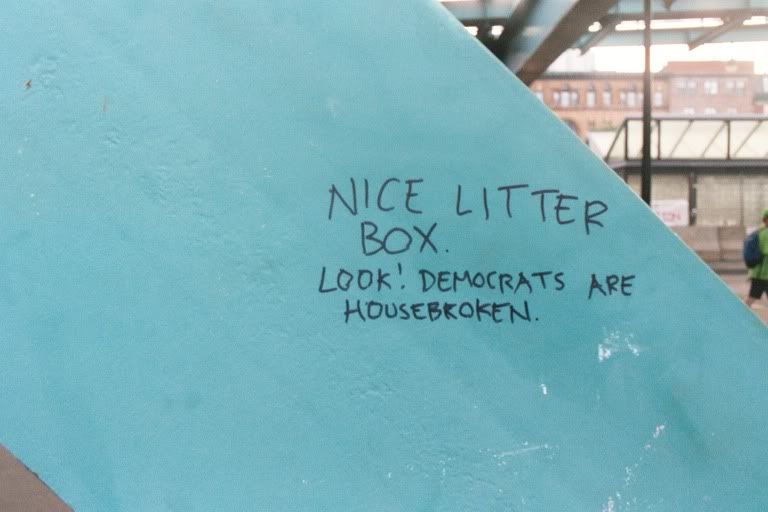 NICE LITTER
BOX.
LOOK! DEMOCRATS ARE
HOUSEBROKEN.